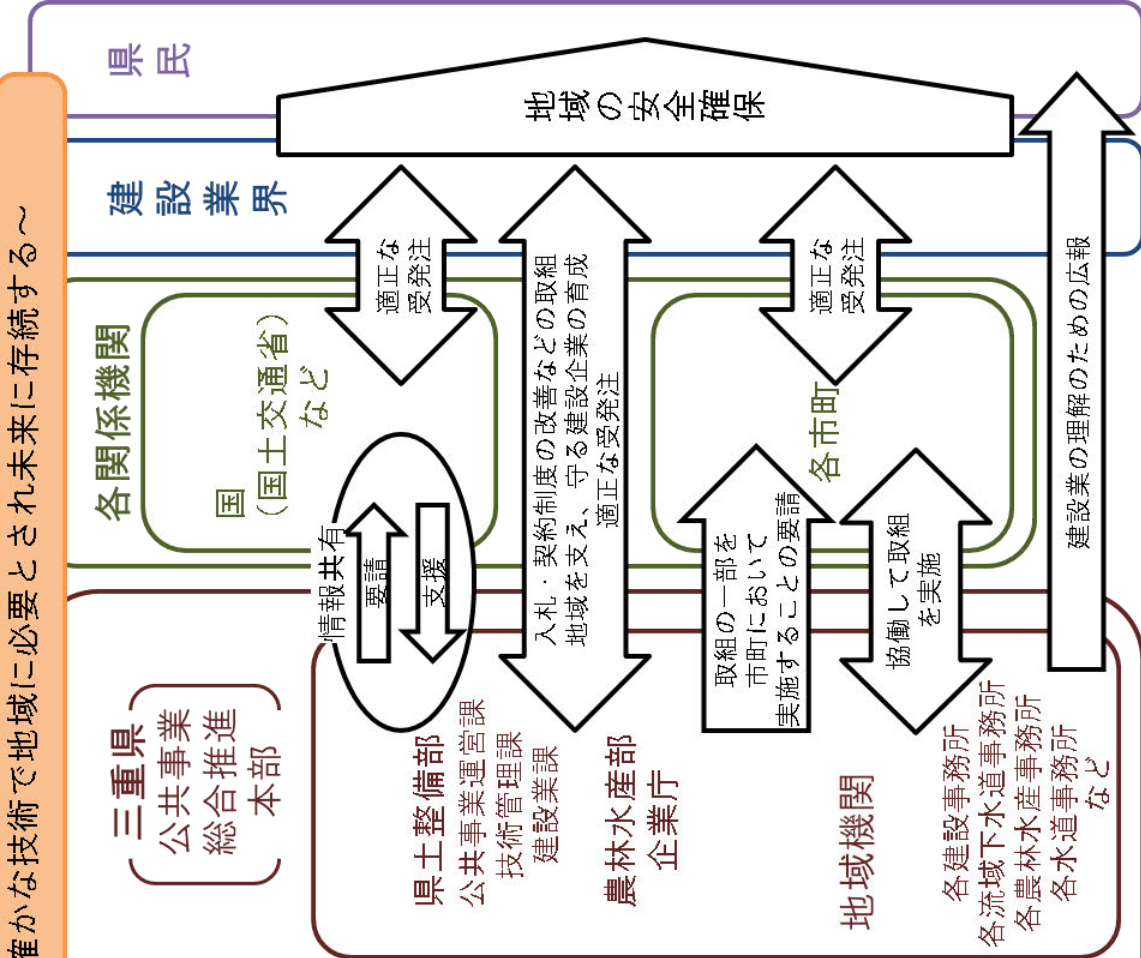 確かな技術で地域に必要とされ未来に存続する～
三重県
公共事業
総合推進
本部
各関係機関
建設業界
県民
国
（国土交通省）
など
情報共有
要請
支援
適正な
受発注
県土整備部
公共事業運営課
技術管理課
建設業課
農林水産部
企業庁
入札・契約制度の改善などの取組
地域を支え、守る建設企業の育成
適正な受発注
地域の安全確保
取組の一部を
市町において
実施することの要請
各市町
適正な
受発注
地域機関
協働して取組
を実施
各建設事務所
各流域下水道事務所
各農林水産事務所
各水道事務所
など
建設業の理解のための広報